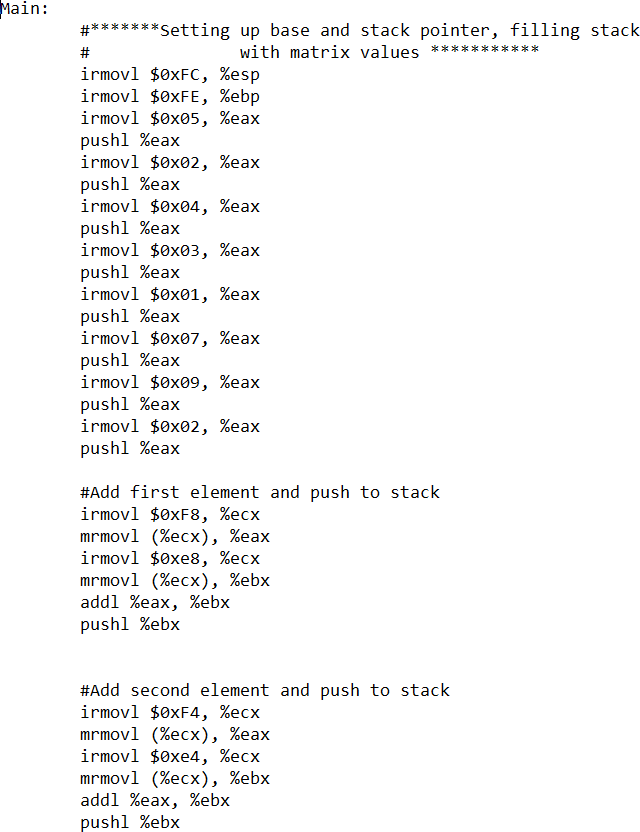 Main:
#*******Setting up base and stack pointer, filling stack
# with matrix values ***********
irmovl $0xFC, %esp
irmovl $0xFE, %ebp
irmovl $0x05, %eax
pushl %eax
irmovl $0x02, %eax
pushl %eax
irmovl $0x04, %eax
pushl %eax
irmovl $0x03, %eax
pushl %eax
irmovl $0x01, %eax
pushl %eax
irmovl $0x07, %eax
pushl %eax
irmovl $0x09, %eax
pushl %eax
irmovl $0x02, %eax
pushl %eax
#Add first element and push to stack
irmovl $0xF8, %ecx
mrmovl (%ecx), %eax
irmovl $0xe8, %ecx
mrmovl (%ecx), %ebx
addl %eax, %ebx
pushl %ebx
#Add second element and push to stack
irmovl $0xF4, %ecx
mrmovl (%ecx), %eax
irmovl $0xe4, %ecx
mrmovl (%ecx), %ebx
addl %eax, %ebx
pushl %ebx